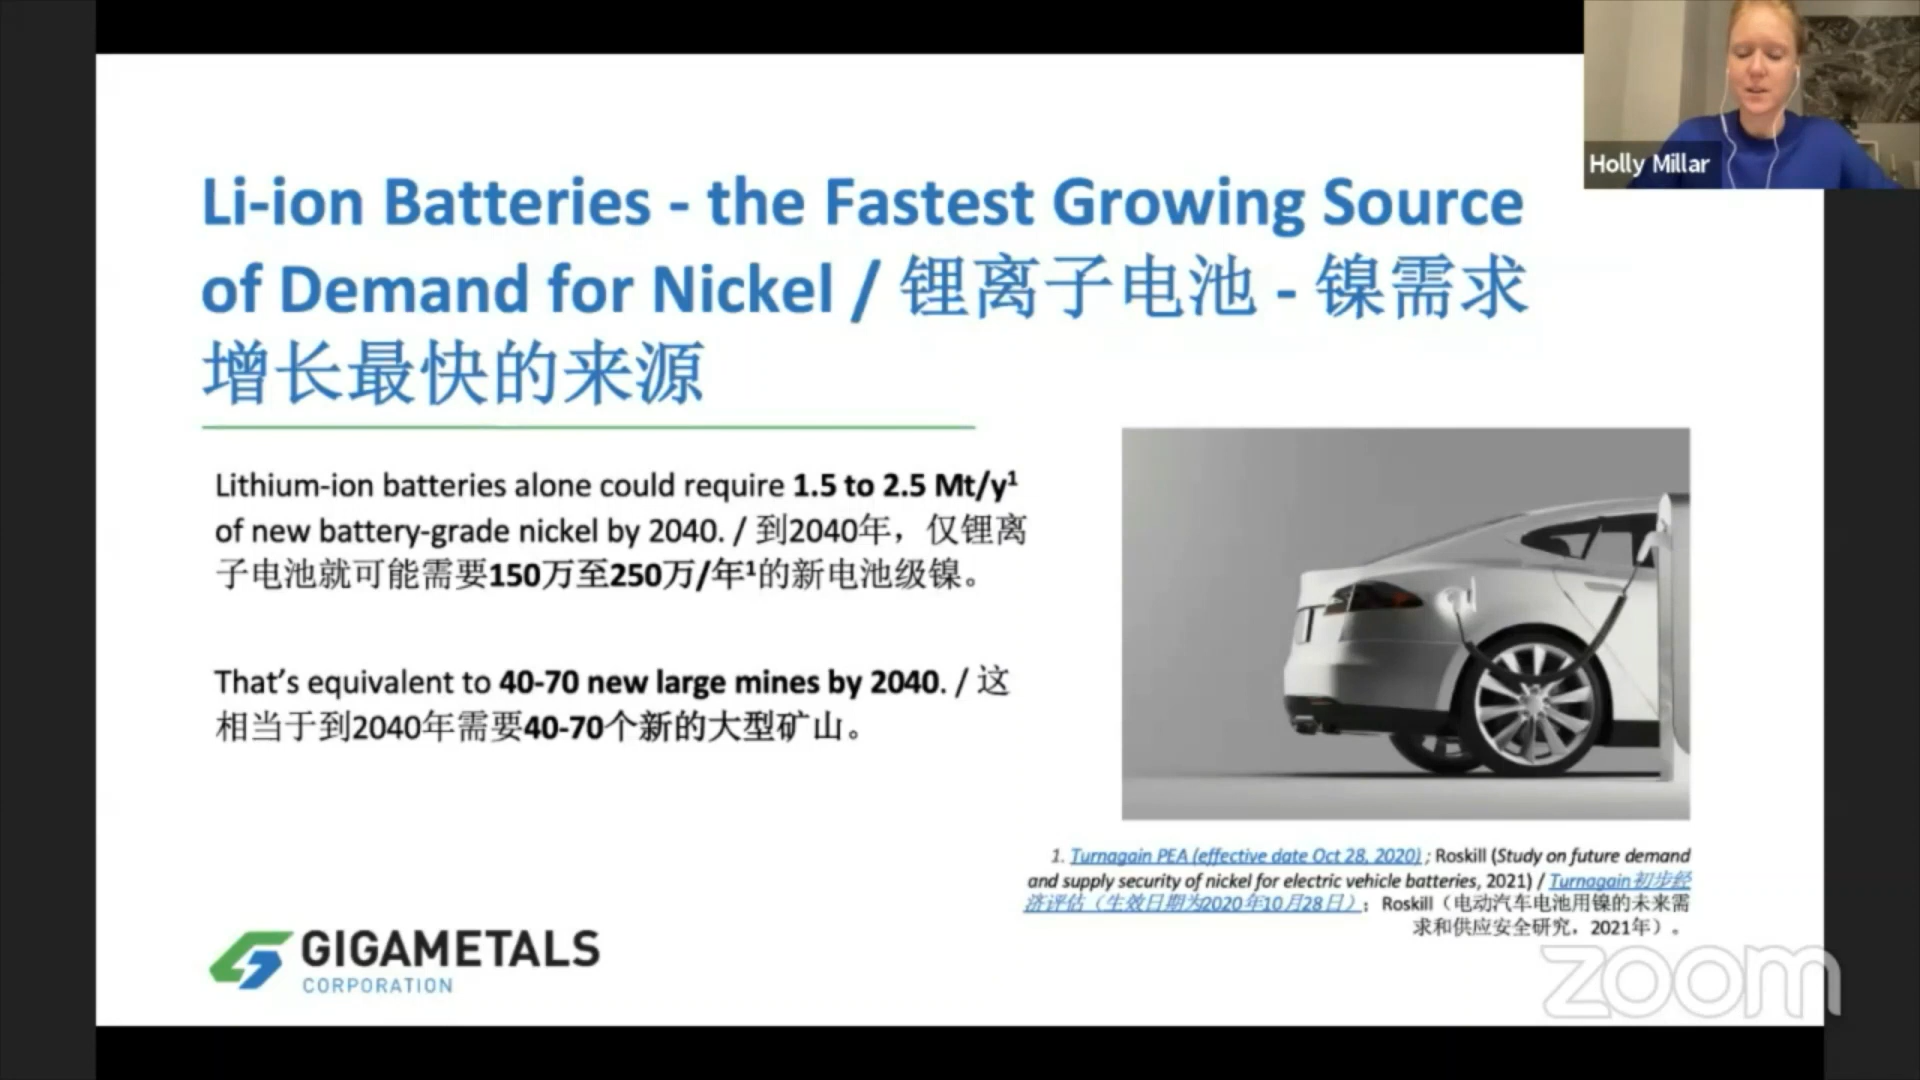 Holly Millar
Li-ion Batteries - the Fastest Growing Source
of Demand for Nickel / 锂离子电池 - 镍需求
增长最快的来源
Lithium-ion batteries alone could require 1.5 to 2.5 Mt/y¹
of new battery-grade nickel by 2040. / 到2040年，仅锂离
子电池就可能需要150万至250万/年¹的新电池级镍。
That's equivalent to 40-70 new large mines by 2040. / 这
相当于到2040年需要40-70个新的大型矿山。
1. Turnagain PEA (effective date Oct 28, 2020) ; Roskill (Study on future demand
and supply security of nickel for electric vehicle batteries, 2021) / Turnagain初步经
济评估（生效日期为2020年10月28日）；Roskill（电动汽车电池用镍的未来需
求和供应安全研究，2021年）。
GIGAMETALS
CORPORATION
zoom